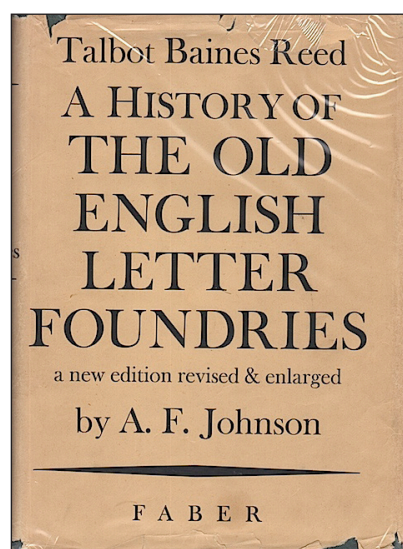 Talbot Baines Reed
A HISTORY OF
THE OLD
ENGLISH
LETTER
FOUNDRIES
a new edition revised & enlarged
by A. F. Johnson
FABER
s